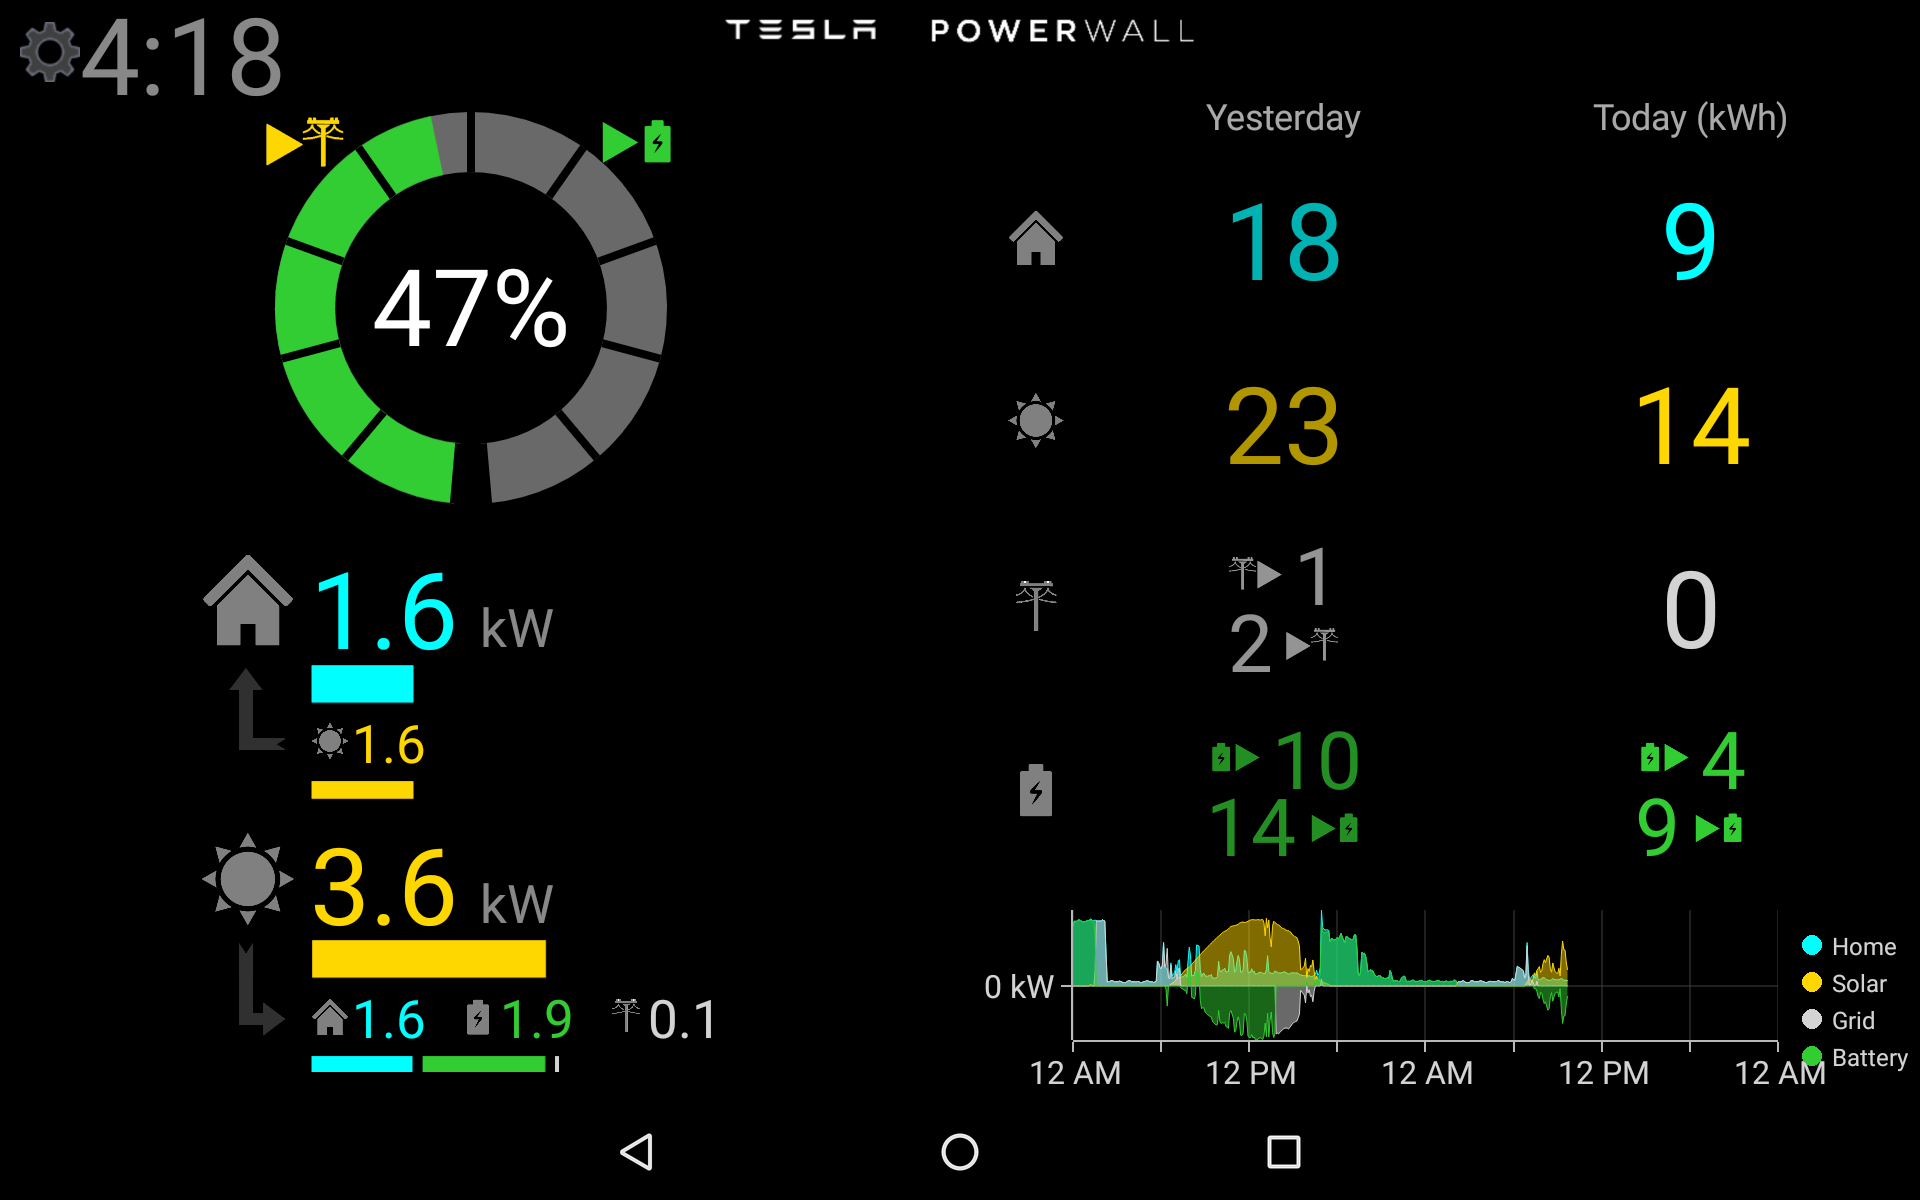 4:18
TESLA POWERWALL
Yesterday Today (kWh)
47%
18 9
23 14
1
2
0
10 4
14 9
1.6 kW
1.6
3.6 kW
1.6 1.9 0.1
0 kW
12 AM 12 PM 12 AM 12 PM 12 AM
Home
Solar
Grid
Battery